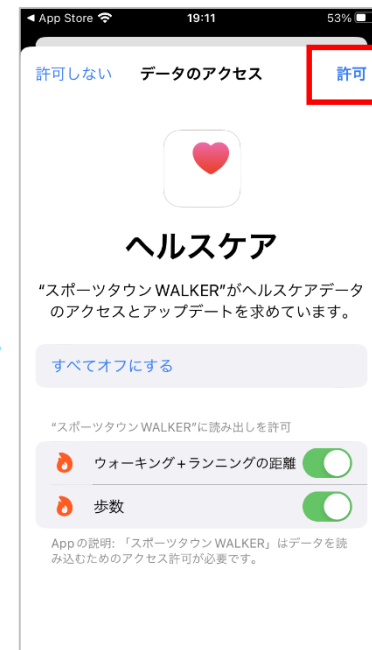 ◀ App Store 19:11 53%
許可しない データのアクセス 許可
ヘルスケア
“スポーツタウン WALKER”がヘルスケアデータ
のアクセスとアップデートを求めています。
すべてオフにする
“スポーツタウン WALKER”に読み出しを許可
ウォーキング+ランニングの距離
歩数
App の説明: 「スポーツタウン WALKER」はデータを読
み込むためのアクセス許可が必要です。